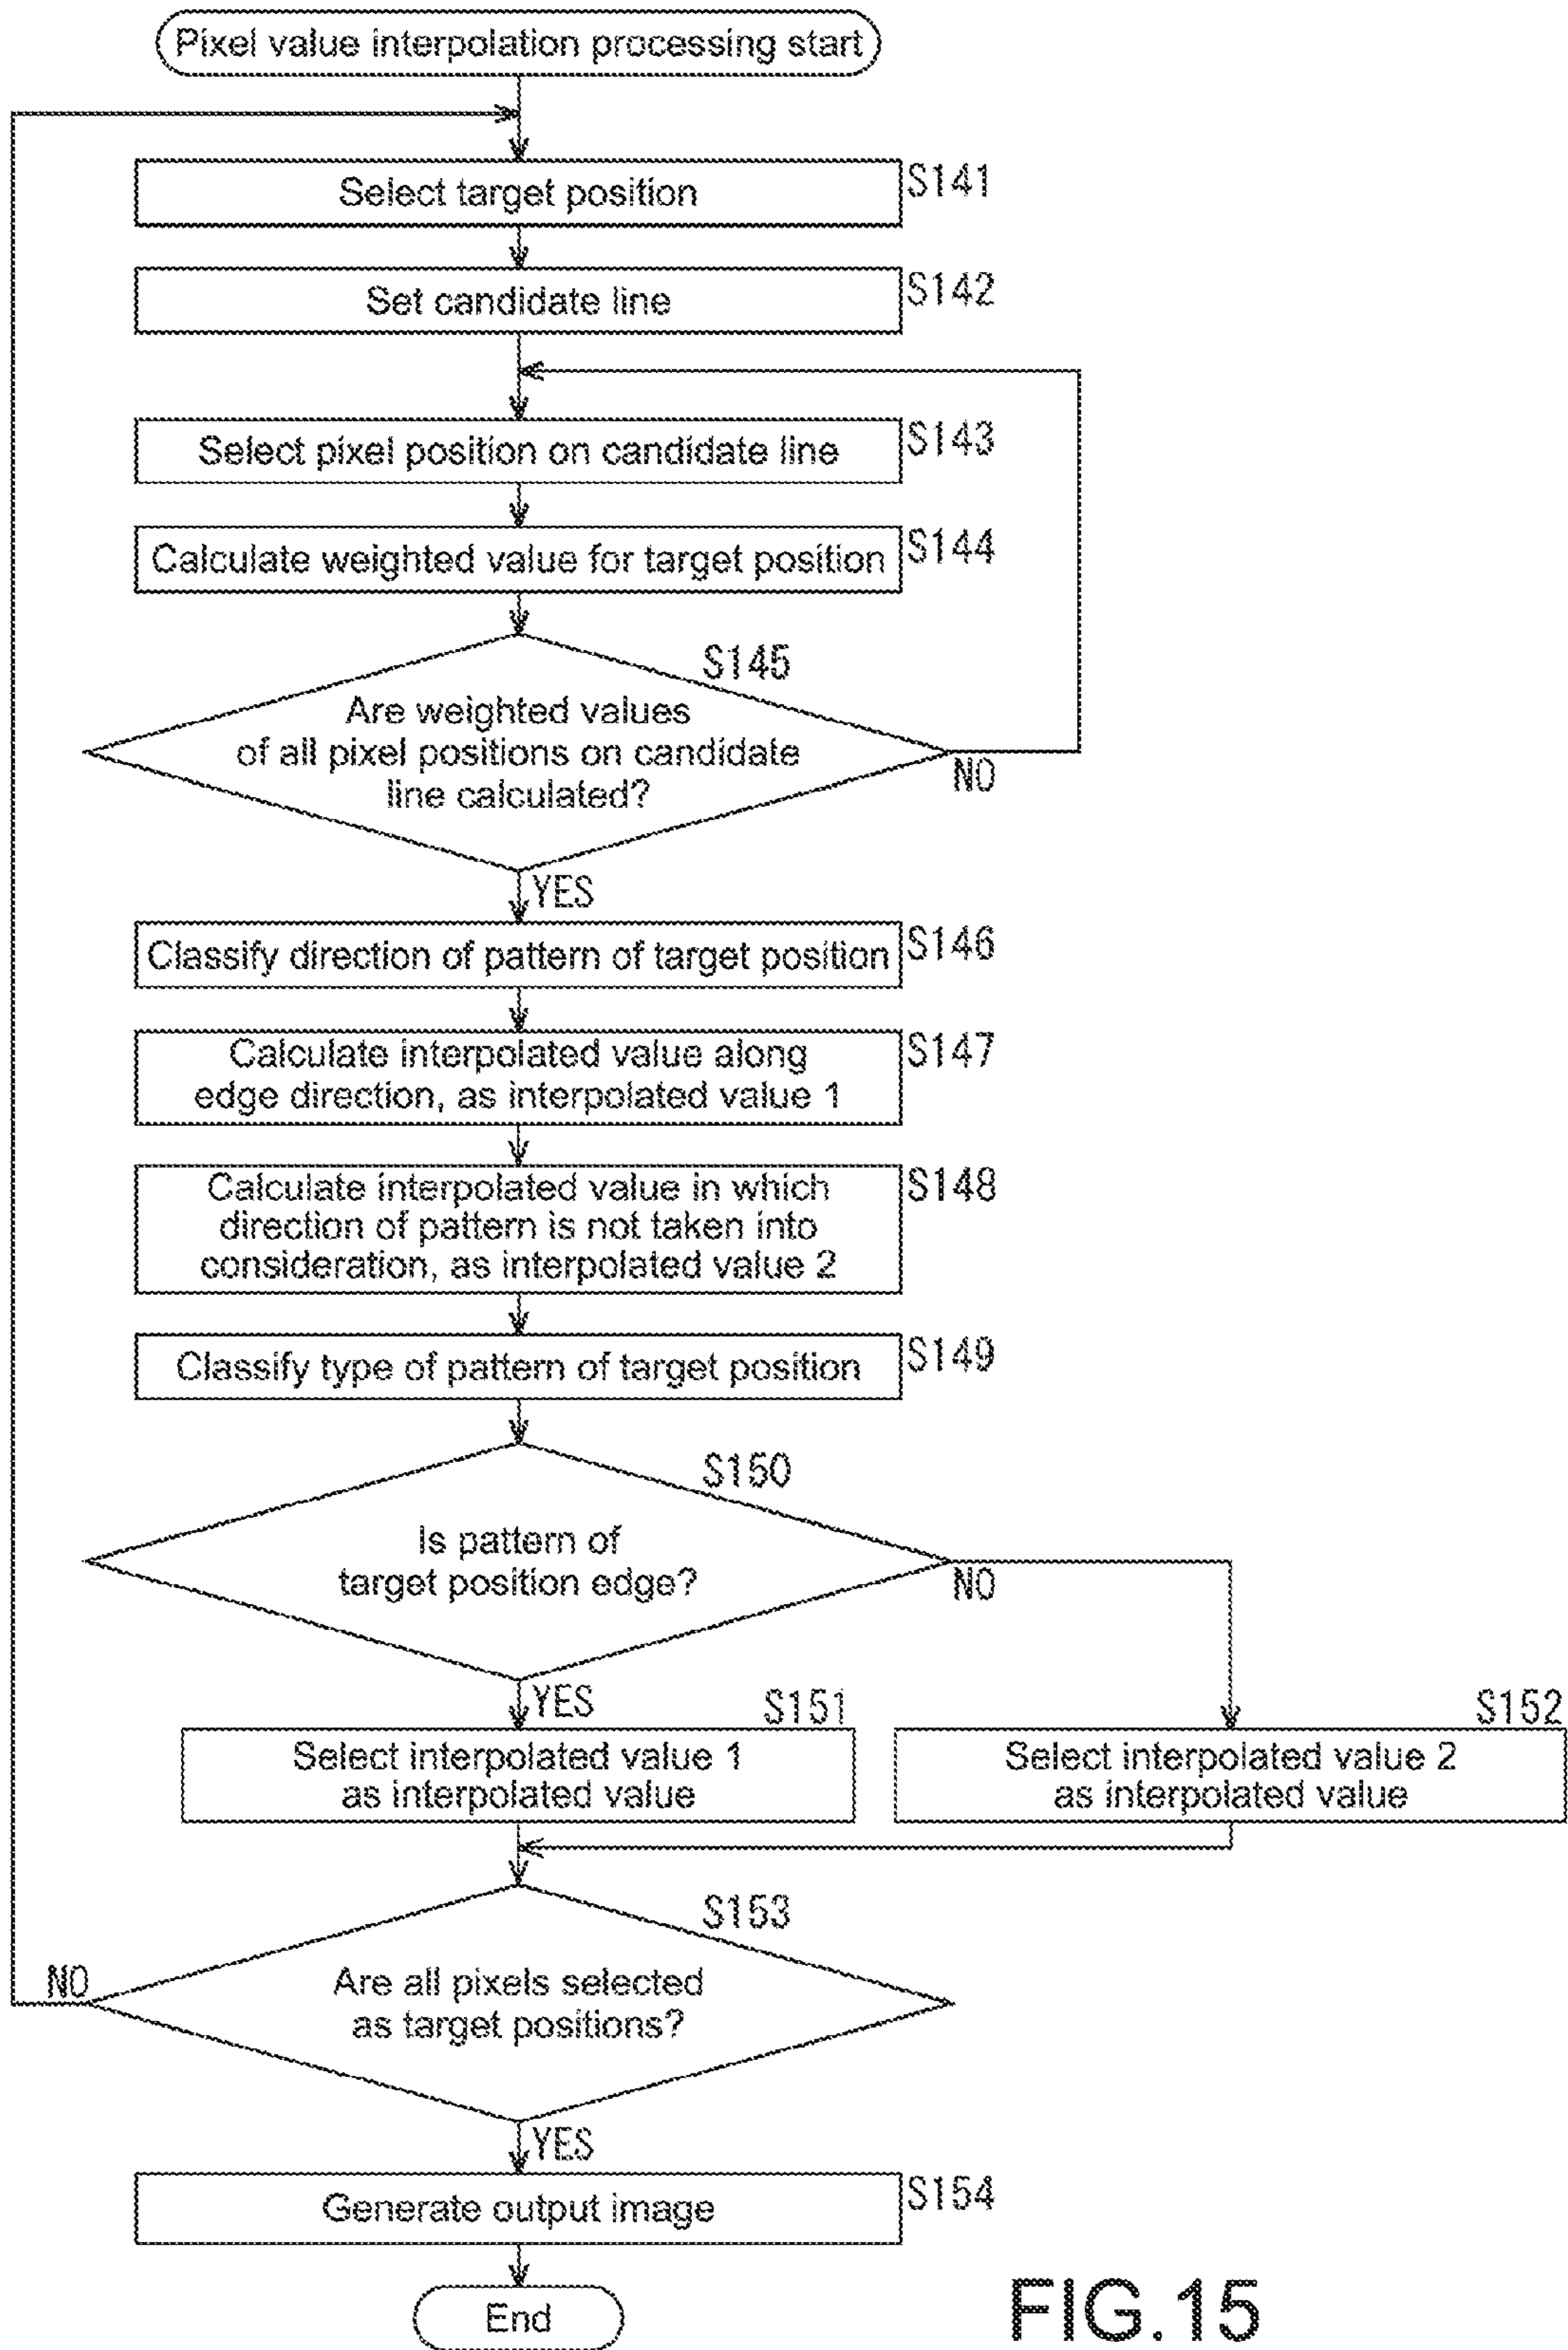 Pixel value interpolation processing start
Select target position
S141
Set candidate line
S142
Select pixel position on candidate line
S143
Calculate weighted value for target position
S144
S145
Are weighted values
of all pixel positions on candidate
line calculated?
NO
YES
Classify direction of pattern of target position
S146
Calculate interpolated value along
edge direction, as interpolated value 1
S147
Calculate interpolated value in which
direction of pattern is not taken into
consideration, as interpolated value 2
S148
Classify type of pattern of target position
S149
S150
Is pattern of
target position edge?
NO
YES
S151
Select interpolated value 1
as interpolated value
S152
Select interpolated value 2
as interpolated value
S153
Are all pixels selected
as target positions?
NO
YES
Generate output image
S154
End
FIG.15